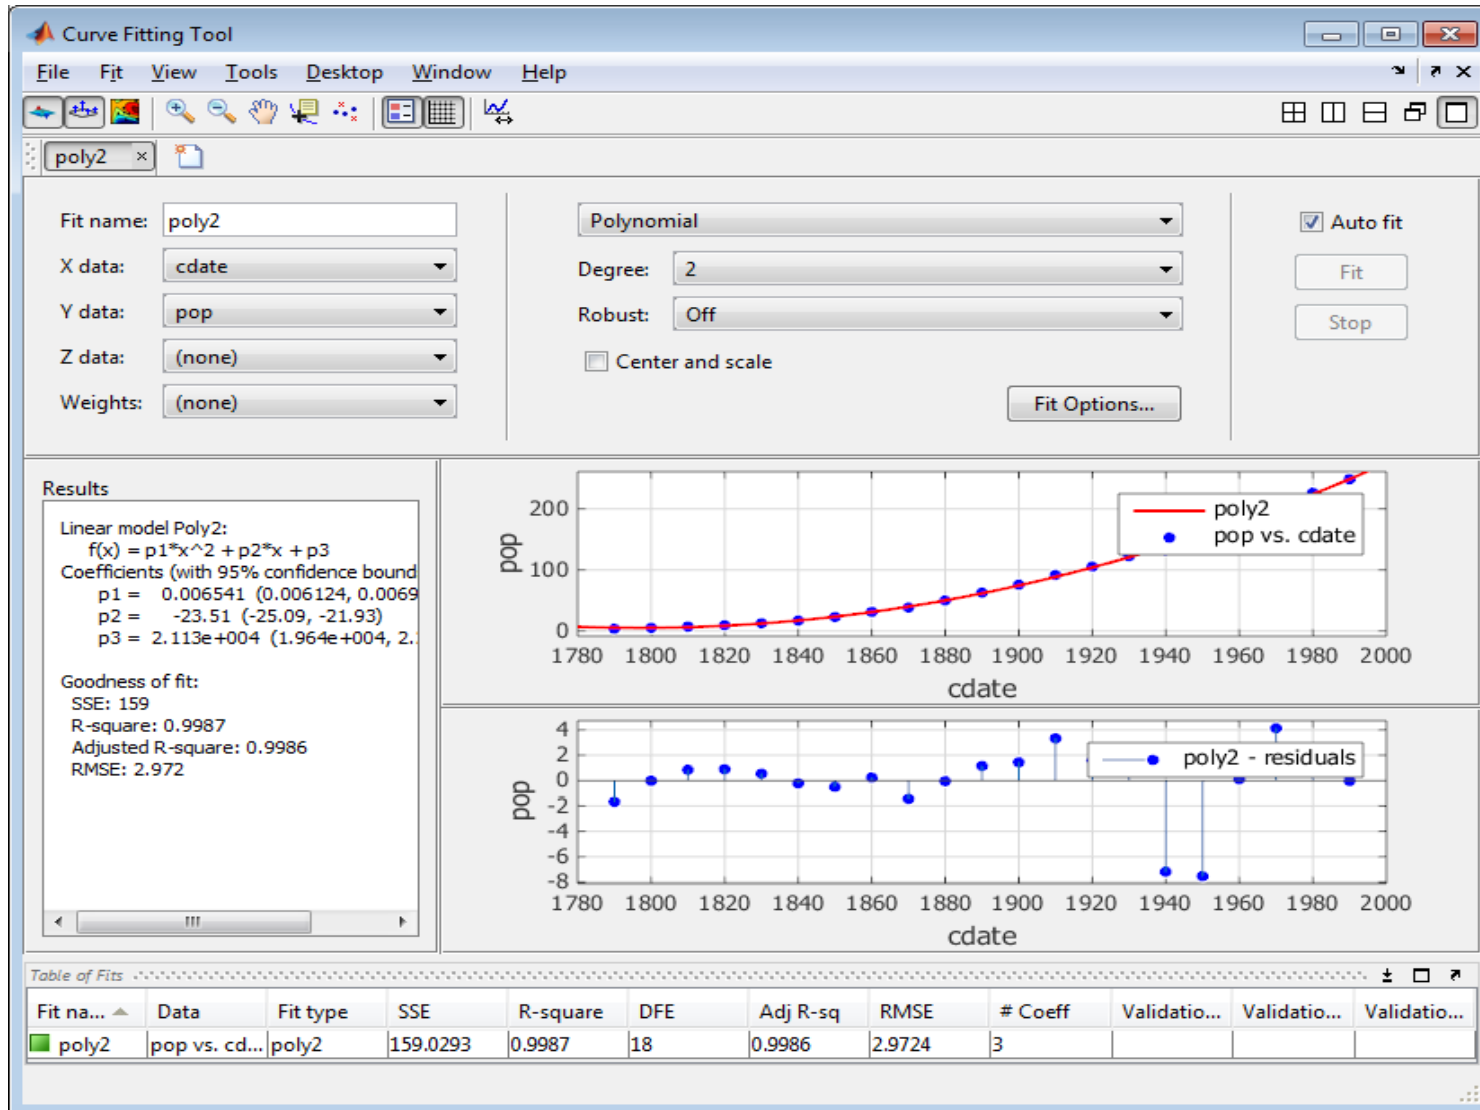 Curve Fitting Tool
File Fit View Tools Desktop Window Help
poly2
Fit name: poly2
X data: cdate
Y data: pop
Z data: (none)
Weights: (none)
Polynomial
Degree: 2
Robust: Off
Center and scale
Fit Options...
Auto fit
Fit
Stop
Results
Linear model Poly2:
f(x) = p1*x^2 + p2*x + p3
Coefficients (with 95% confidence bound
p1 = 0.006541 (0.006124, 0.0069
p2 = -23.51 (-25.09, -21.93)
p3 = 2.113e+004 (1.964e+004, 2.
Goodness of fit:
SSE: 159
R-square: 0.9987
Adjusted R-square: 0.9986
RMSE: 2.972
200
100
0
pop
poly2
pop vs. cdate
1780 1800 1820 1840 1860 1880 1900 1920 1940 1960 1980 2000
cdate
4
2
0
-2
-4
-6
-8
pop
poly2 - residuals
1780 1800 1820 1840 1860 1880 1900 1920 1940 1960 1980 2000
cdate
Table of Fits
Fit na... Data Fit type SSE R-square DFE Adj R-sq RMSE # Coeff Validatio... Validatio... Validatio...
poly2 pop vs. cd... poly2 159.0293 0.9987 18 0.9986 2.9724 3